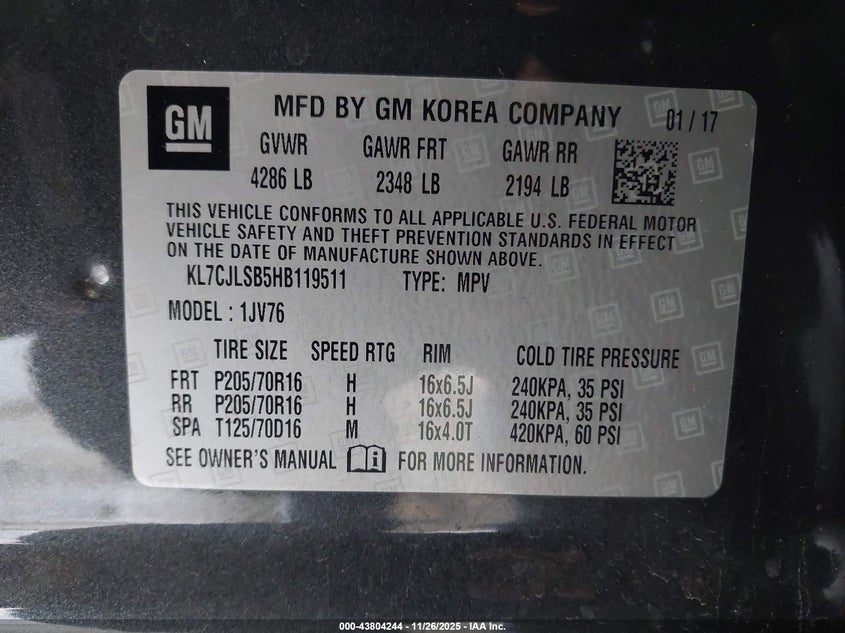 GM
MFD BY GM KOREA COMPANY 01 / 17
GVWR GAWR FRT GAWR RR
4286 LB 2348 LB 2194 LB
THIS VEHICLE CONFORMS TO ALL APPLICABLE U.S. FEDERAL MOTOR
VEHICLE SAFETY AND THEFT PREVENTION STANDARDS IN EFFECT
ON THE DATE OF MANUFACTURE SHOWN ABOVE.
KL7CJLSB5HB119511 TYPE: MPV
MODEL : 1JV76
TIRE SIZE SPEED RTG RIM COLD TIRE PRESSURE
FRT P205/70R16 H 16x6.5J 240KPA, 35 PSI
RR P205/70R16 H 16x6.5J 240KPA, 35 PSI
SPA T125/70D16 M 16x4.0T 420KPA, 60 PSI
SEE OWNER'S MANUAL FOR MORE INFORMATION.
000-43804244 - 11/26/2025 - IAA Inc.